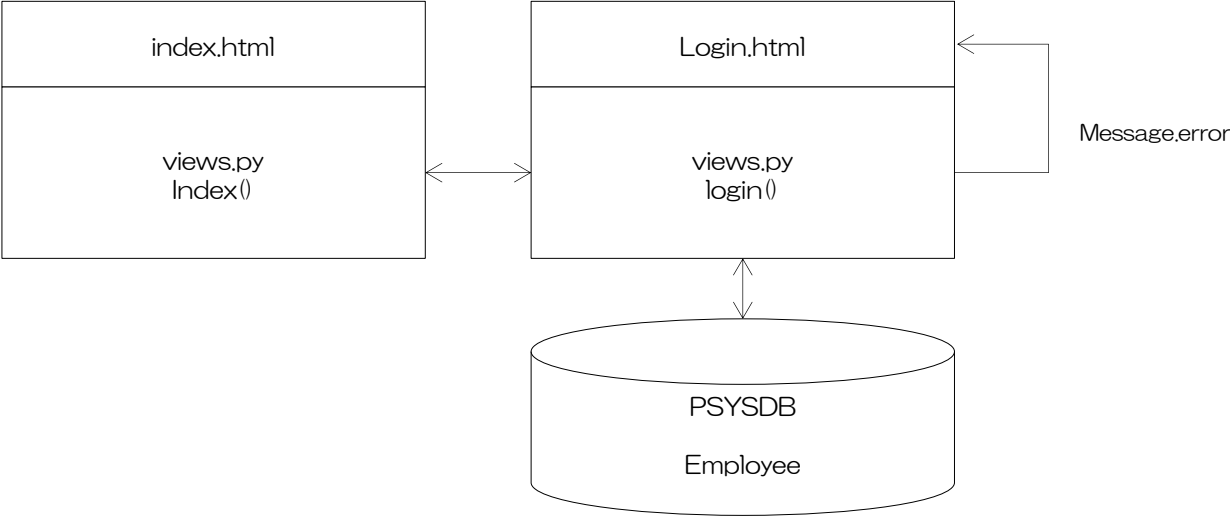 index.html
Login.html
Message.error
views.py
Index()
views.py
login()
PSYSDB
Employee